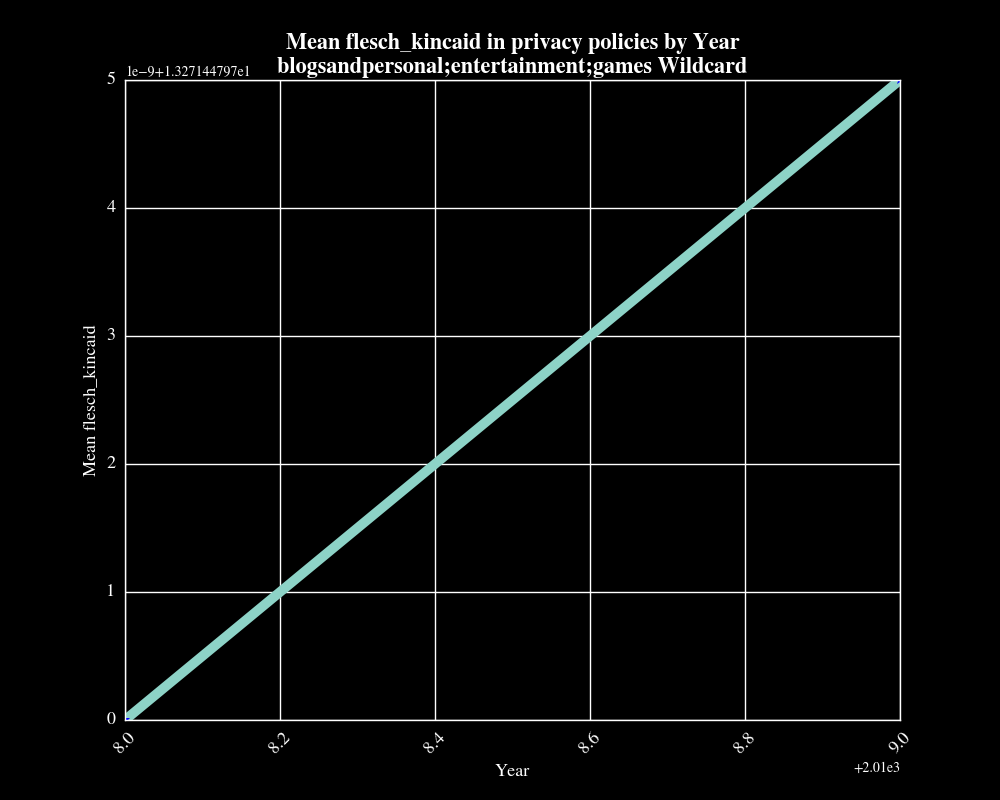 Mean flesch_kincaid in privacy policies by Year
blogsandpersonal;entertainment;games Wildcard
1e−9+1.327144797e1
5
4
3
2
1
0
Mean flesch_kincaid
8.0
8.2
8.4
8.6
8.8
9.0
Year
+2.01e3